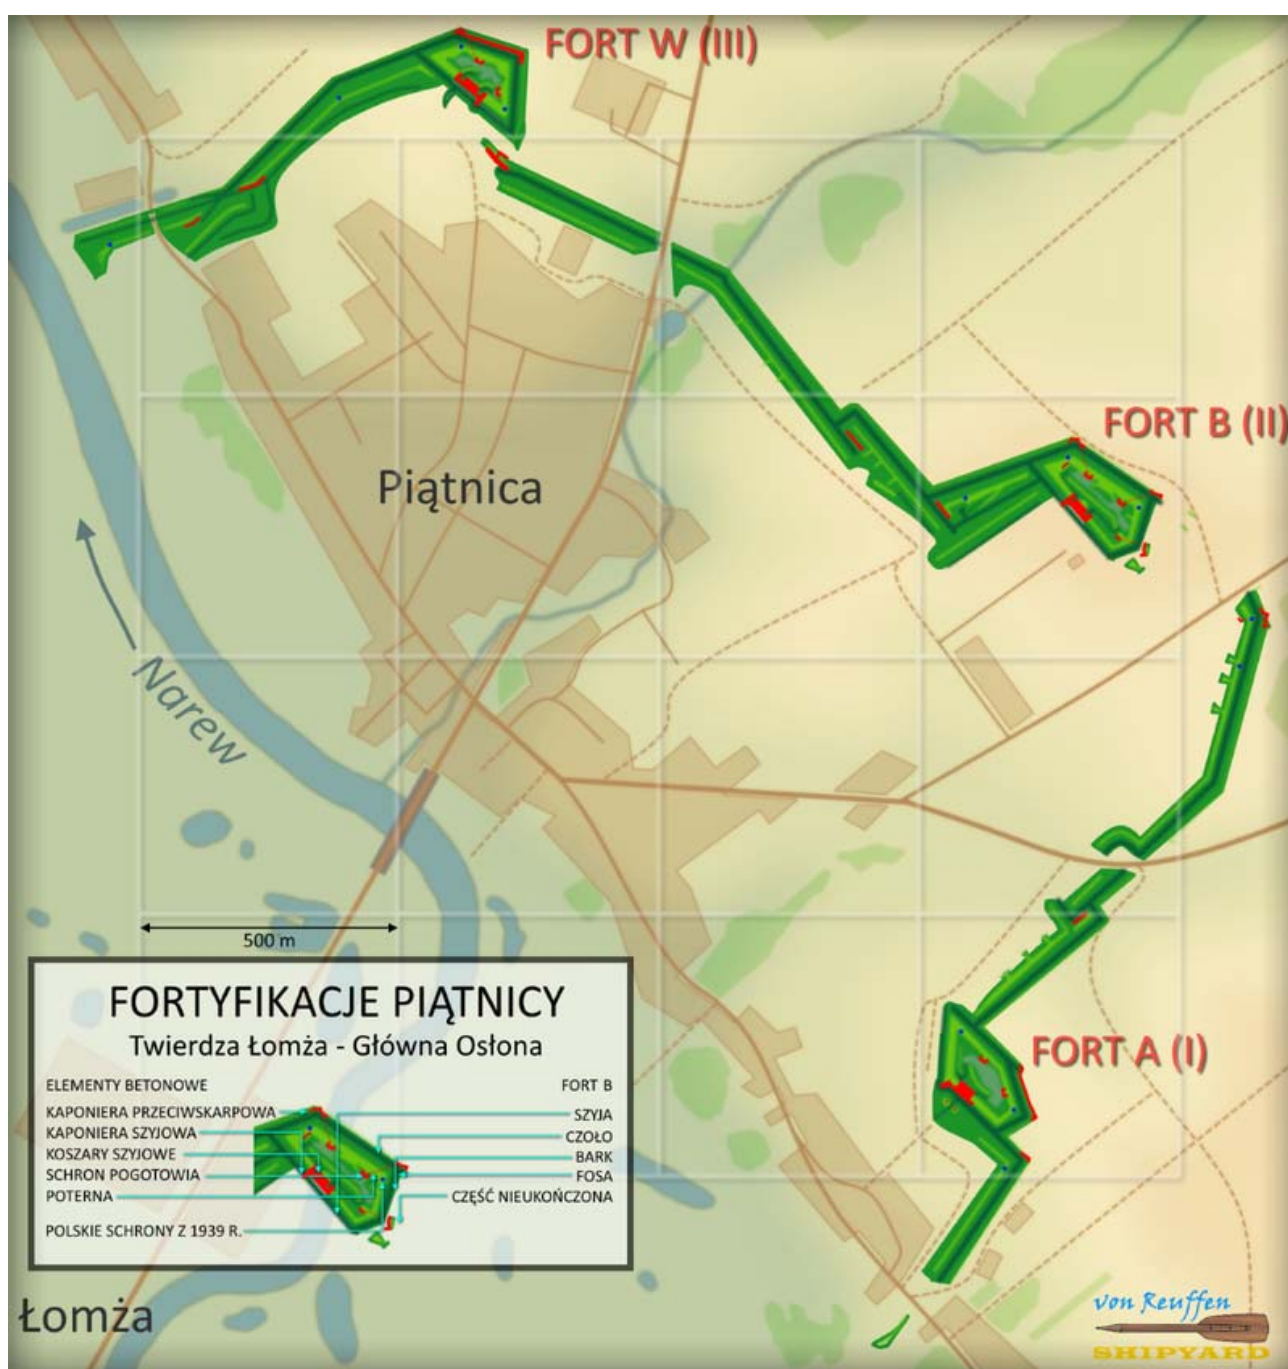 FORT W (III)
FORT B (II)
Piątnica
Narew
500 m
FORTYFIKACJE PIĄTNICY
Twierdza Łomża - Główna Osłona
ELEMENTY BETONOWE
FORT B
KAPONIERA PRZECIWSKARPOWA
KAPONIERA SZYJOWA
KOSZARY SZYJOWE
SCHRON POGOTOWIA
POTERNA
POLSKIE SCHRONY Z 1939 R.
SZYJA
CZOŁO
BARK
FOSA
CZĘŚĆ NIEUKOŃCZONA
FORT A (I)
Łomża
von Reuffen
SHIPYARD